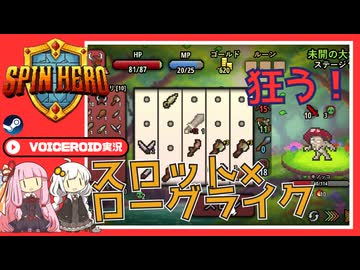 SPIN HERO
HP
MP
ゴールド
ルーン
81/87
20/25
620
未開の大
ステージ
狂う！
VOICEROID実況
スロット×
ローグライク